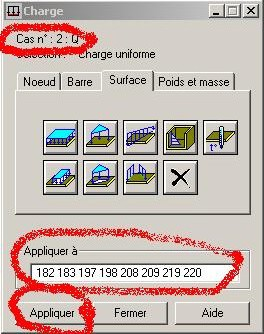 Charge
Cas n° : 2 : Q
Sélection : Charge uniforme
Noeud Barre Surface Poids et masse
t°
Appliquer à
182 183 197 198 208 209 219 220
Appliquer Fermer Aide